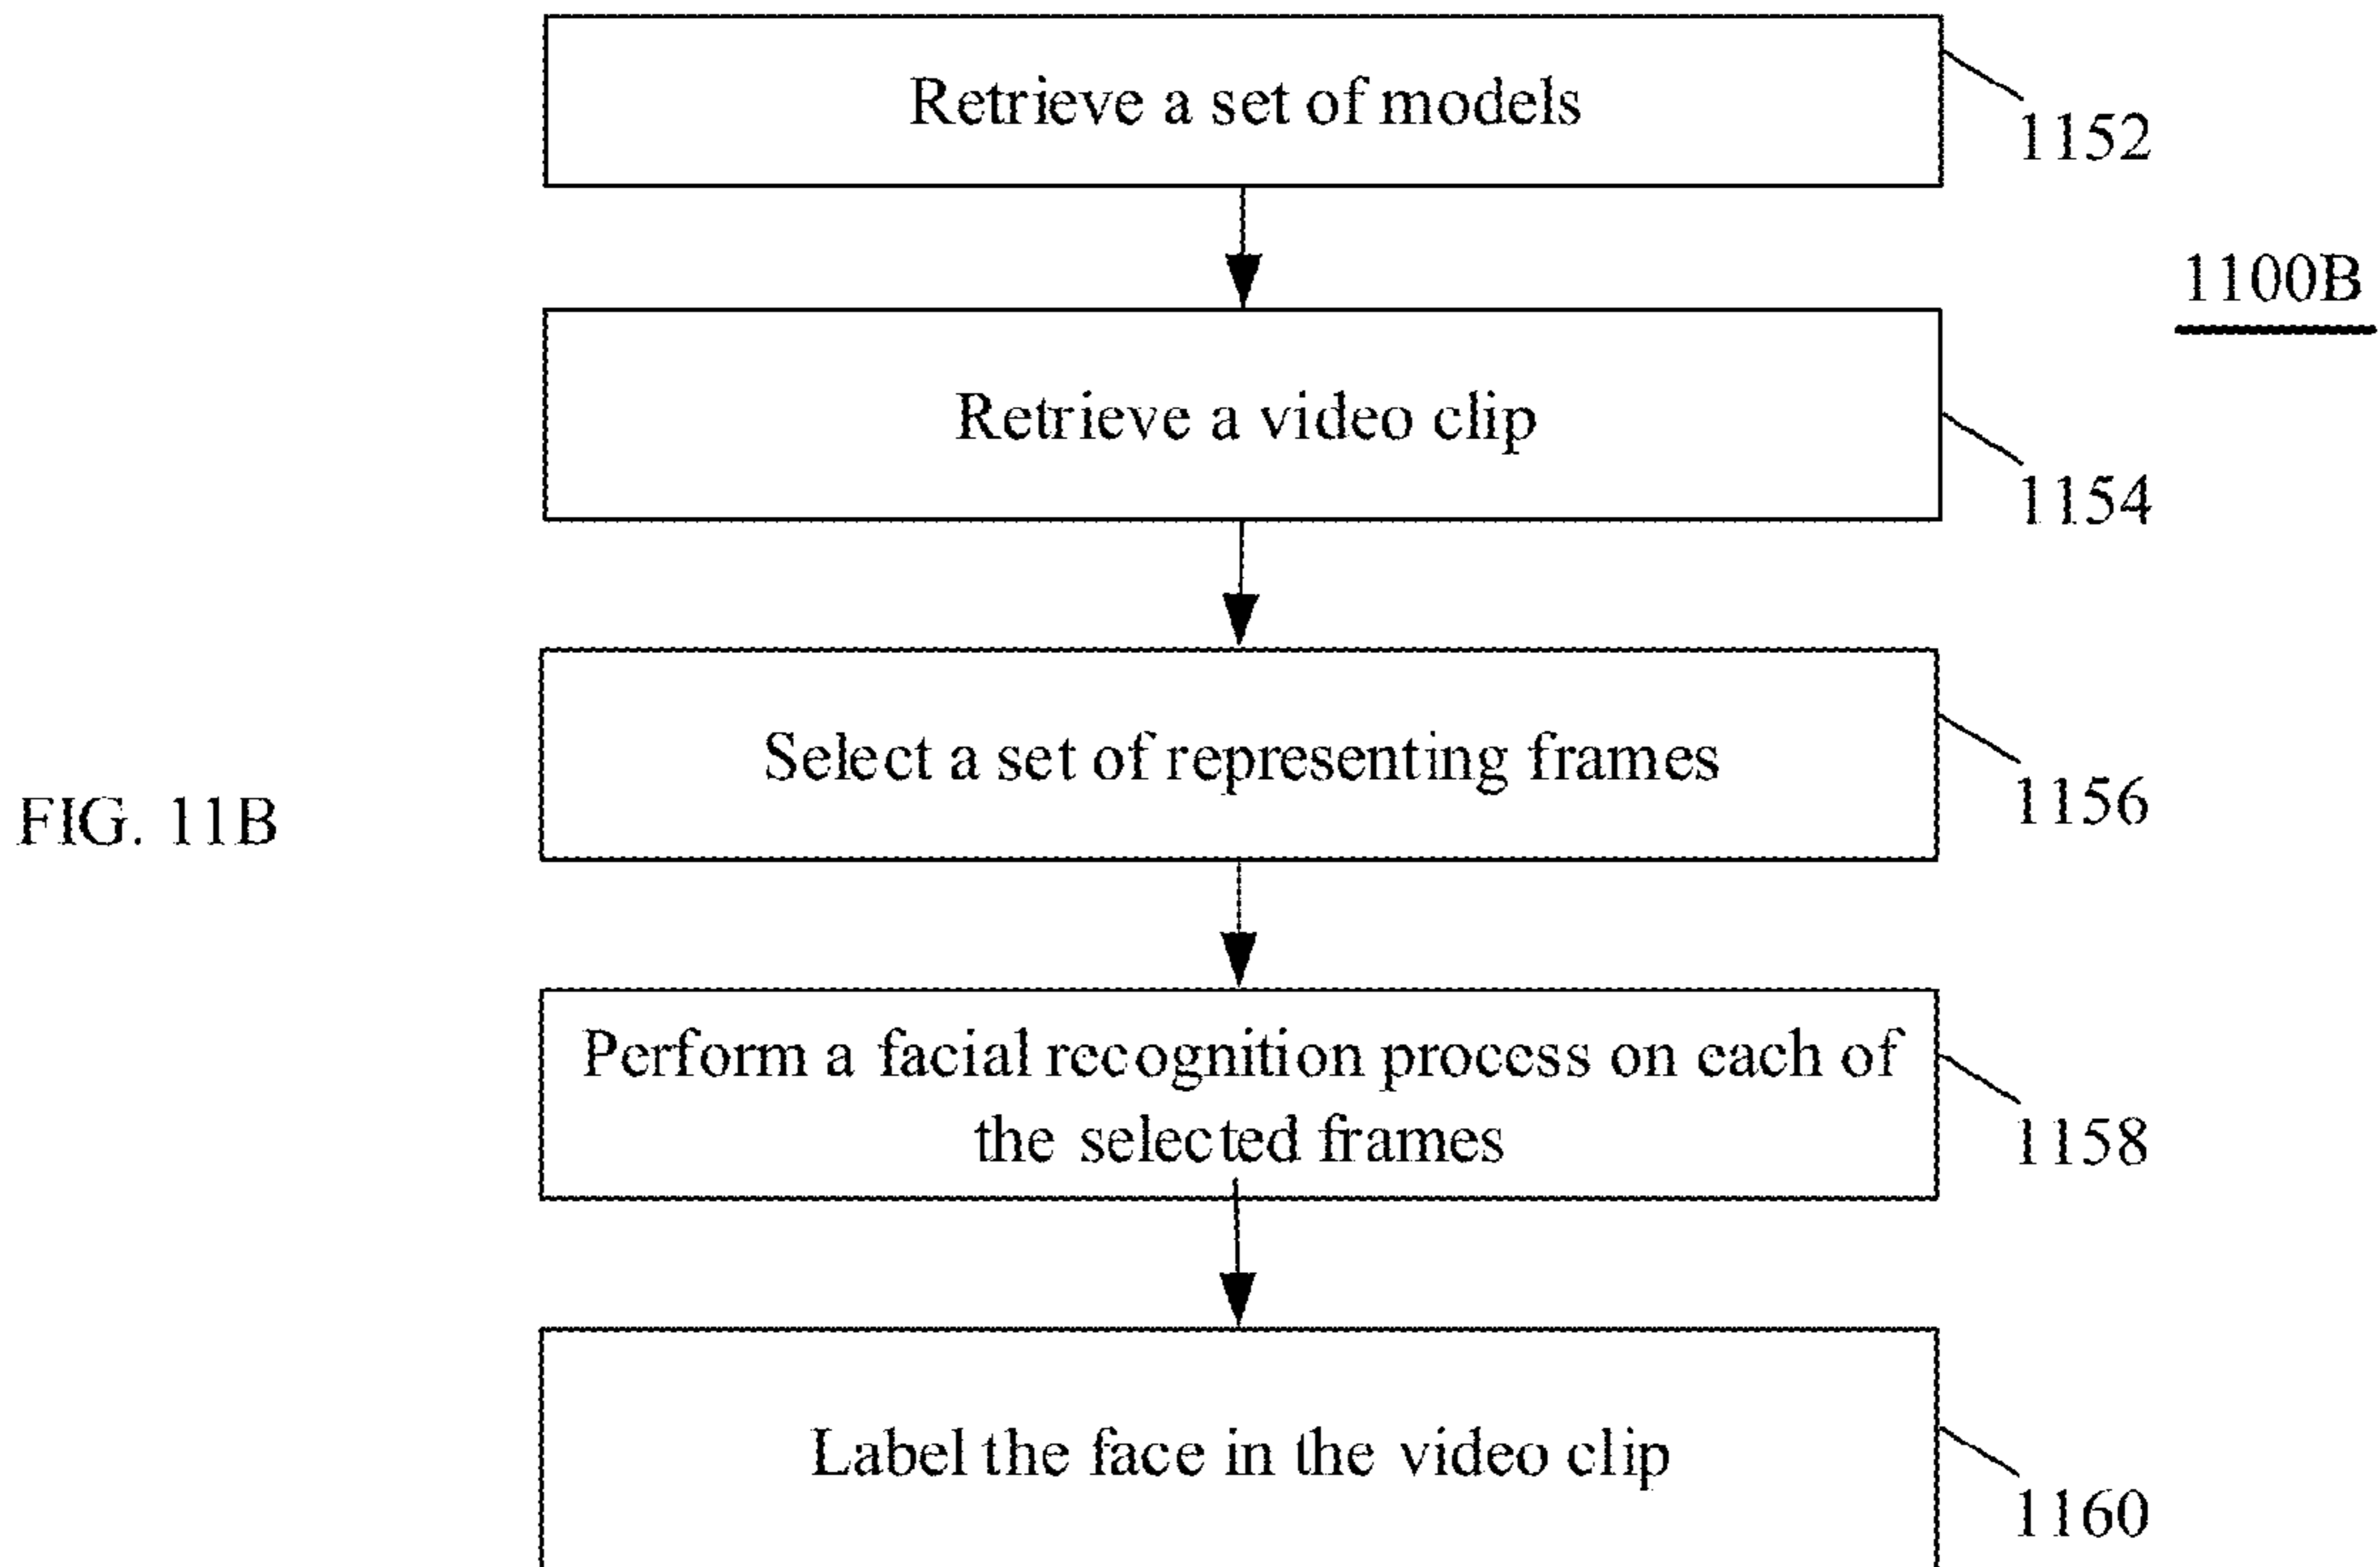 Retrieve a set of models
1152
1100B
Retrieve a video clip
1154
Select a set of representing frames
1156
FIG. 11B
Perform a facial recognition process on each of
the selected frames
1158
Label the face in the video clip
1160